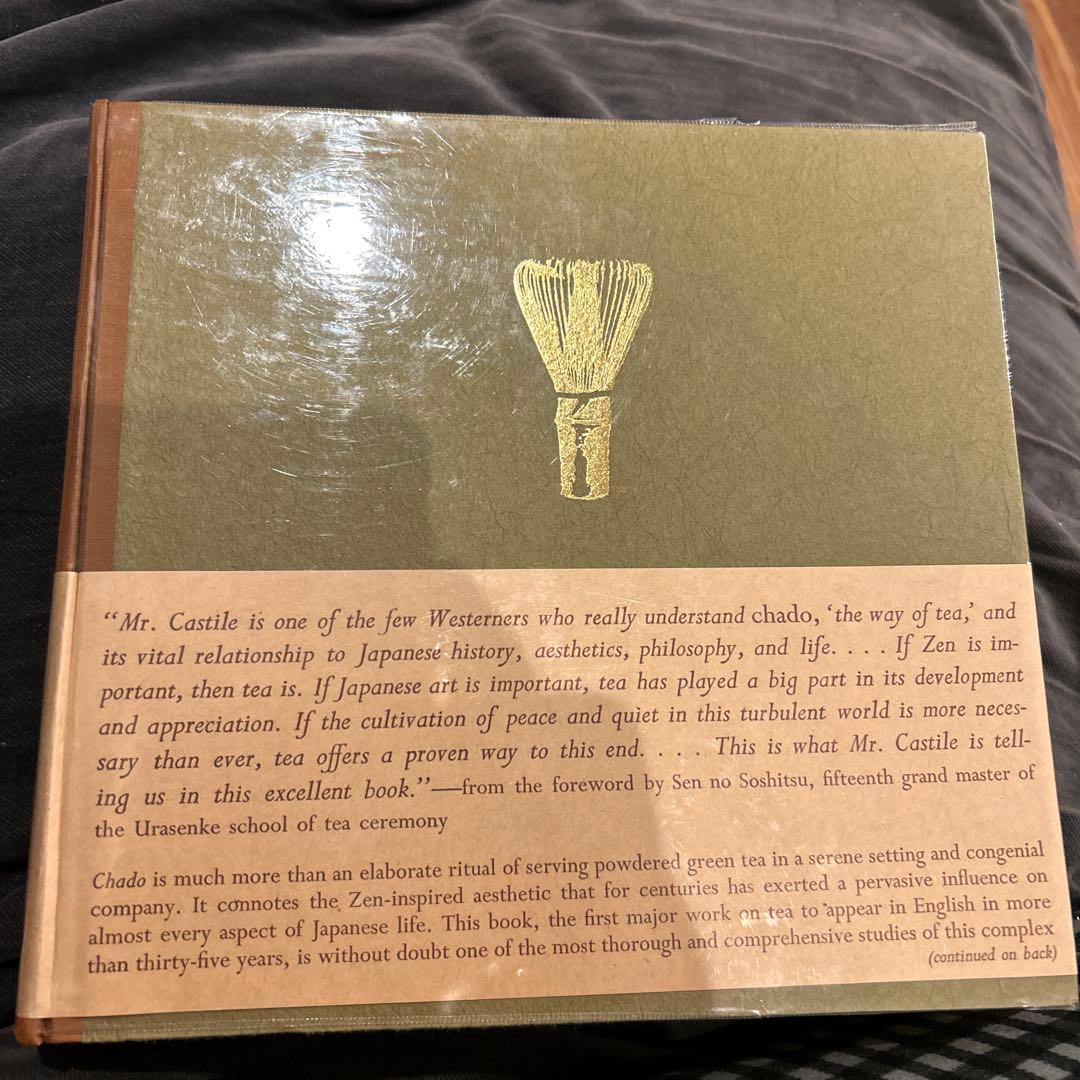 “Mr. Castile is one of the few Westerners who really understand chado, ‘the way of tea,’ and
its vital relationship to Japanese history, aesthetics, philosophy, and life. . . . If Zen is im-
portant, then tea is. If Japanese art is important, tea has played a big part in its development
and appreciation. If the cultivation of peace and quiet in this turbulent world is more neces-
sary than ever, tea offers a proven way to this end. . . . This is what Mr. Castile is tell-
ing us in this excellent book.”—from the foreword by Sen no Soshitsu, fifteenth grand master of
the Urasenke school of tea ceremony
Chado is much more than an elaborate ritual of serving powdered green tea in a serene setting and congenial
company. It connotes the Zen-inspired aesthetic that for centuries has exerted a pervasive influence on
almost every aspect of Japanese life. This book, the first major work on tea to appear in English in more
than thirty-five years, is without doubt one of the most thorough and comprehensive studies of this complex
(continued on back)